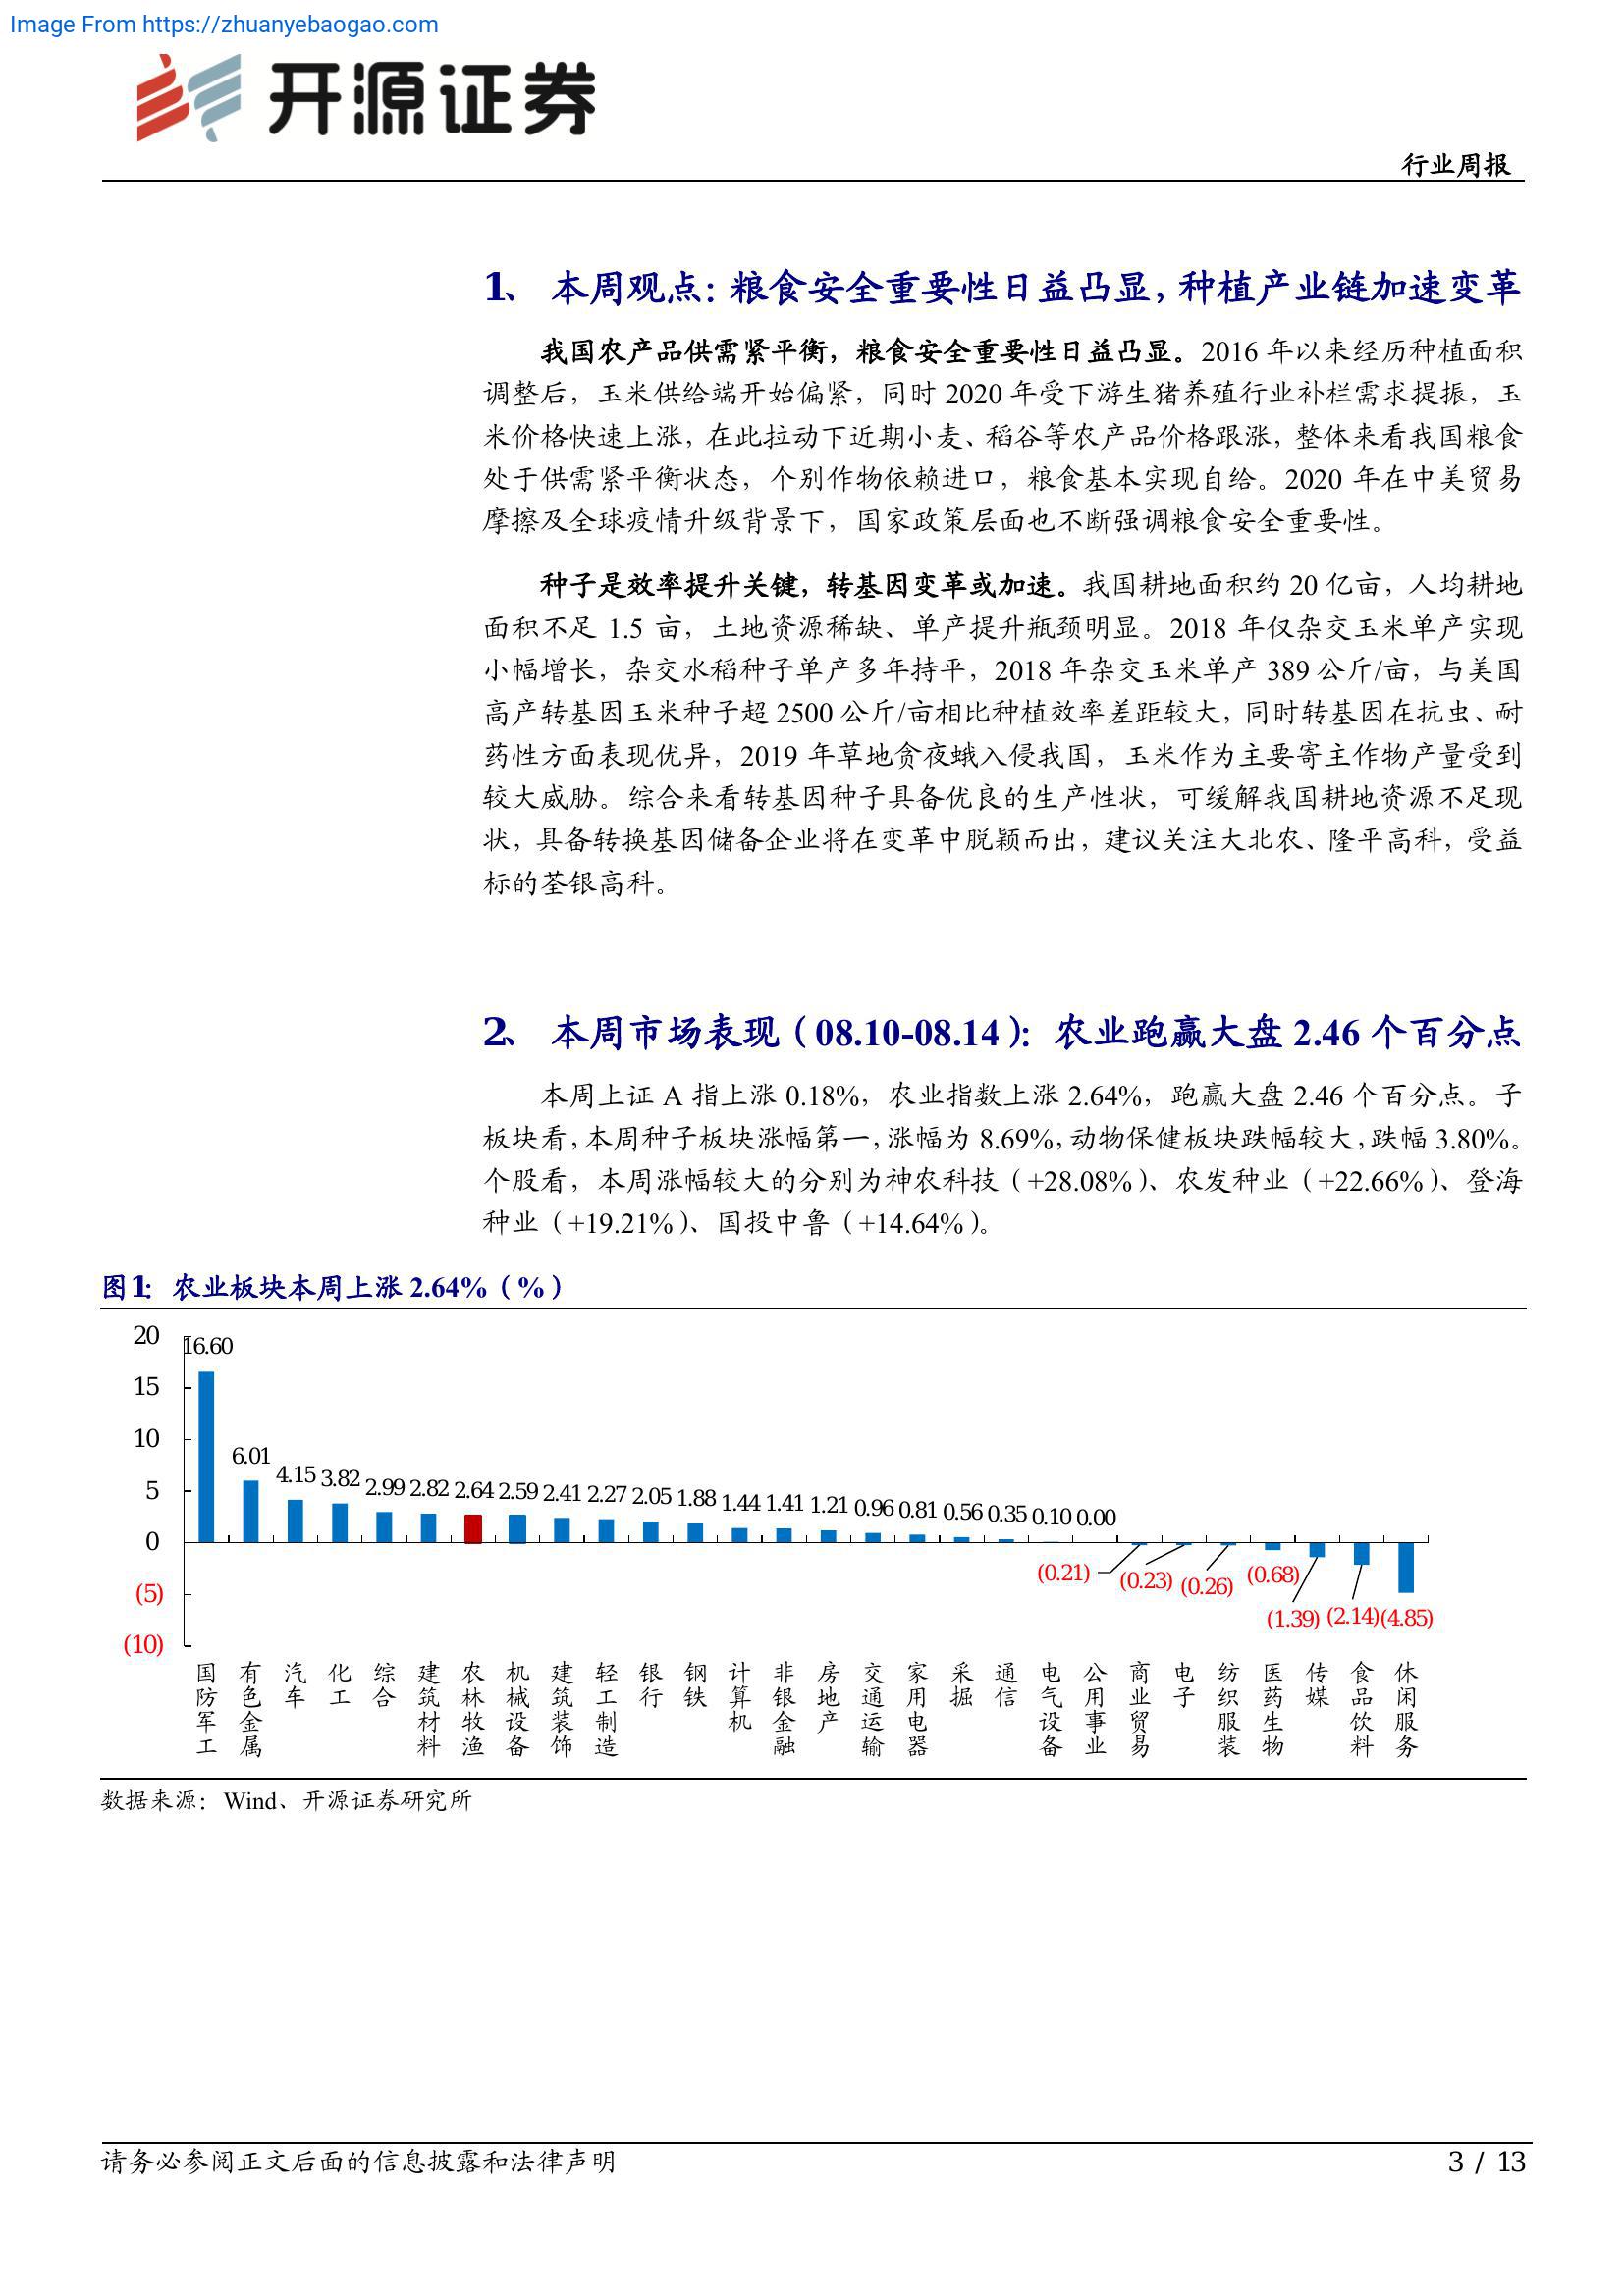 Image From https://zhuanyebaogao.com
开源证券
行业周报
1、 本周观点：粮食安全重要性日益凸显，种植产业链加速变革
我国农产品供需紧平衡，粮食安全重要性日益凸显。2016 年以来经历种植面积
调整后，玉米供给端开始偏紧，同时 2020 年受下游生猪养殖行业补栏需求提振，玉
米价格快速上涨，在此拉动下近期小麦、稻谷等农产品价格跟涨，整体来看我国粮食
处于供需紧平衡状态，个别作物依赖进口，粮食基本实现自给。2020 年在中美贸易
摩擦及全球疫情升级背景下，国家政策层面也不断强调粮食安全重要性。
种子是效率提升关键，转基因变革或加速。我国耕地面积约 20 亿亩，人均耕地
面积不足 1.5 亩，土地资源稀缺、单产提升瓶颈明显。2018 年仅杂交玉米单产实现
小幅增长，杂交水稻种子单产多年持平，2018 年杂交玉米单产 389 公斤/亩，与美国
高产转基因玉米种子超 2500 公斤/亩相比种植效率差距较大，同时转基因在抗虫、耐
药性方面表现优异，2019 年草地贪夜蛾入侵我国，玉米作为主要寄主作物产量受到
较大威胁。综合来看转基因种子具备优良的生产性状，可缓解我国耕地资源不足现
状，具备转换基因储备企业将在变革中脱颖而出，建议关注大北农、隆平高科，受益
标的荃银高科。
2、 本周市场表现（08.10-08.14）：农业跑赢大盘 2.46 个百分点
本周上证 A 指上涨 0.18%，农业指数上涨 2.64%，跑赢大盘 2.46 个百分点。子
板块看，本周种子板块涨幅第一，涨幅为 8.69%，动物保健板块跌幅较大，跌幅 3.80%。
个股看，本周涨幅较大的分别为神农科技（+28.08%）、农发种业（+22.66%）、登海
种业（+19.21%）、国投中鲁（+14.64%）。
图1：农业板块本周上涨 2.64%（%）
20
15
10
5
0
(5)
(10)
16.60 6.01 4.15 3.82 2.99 2.82 2.64 2.59 2.41 2.27 2.05 1.88 1.44 1.41 1.21 0.96 0.81 0.56 0.35 0.10 0.00
(0.21) (0.23) (0.26) (0.68) (1.39) (2.14) (4.85)
国防军工
有色金属
汽车
化工
综合
建筑材料
农林牧渔
机械设备
建筑装饰
轻工制造
银行
钢铁
计算机
非银金融
房地产
交通运输
家用电器
采掘
通信
电气设备
公用事业
商业贸易
电子
纺织服装
医药生物
传媒
食品饮料
休闲服务
数据来源：Wind、开源证券研究所
请务必参阅正文后面的信息披露和法律声明
3 / 13